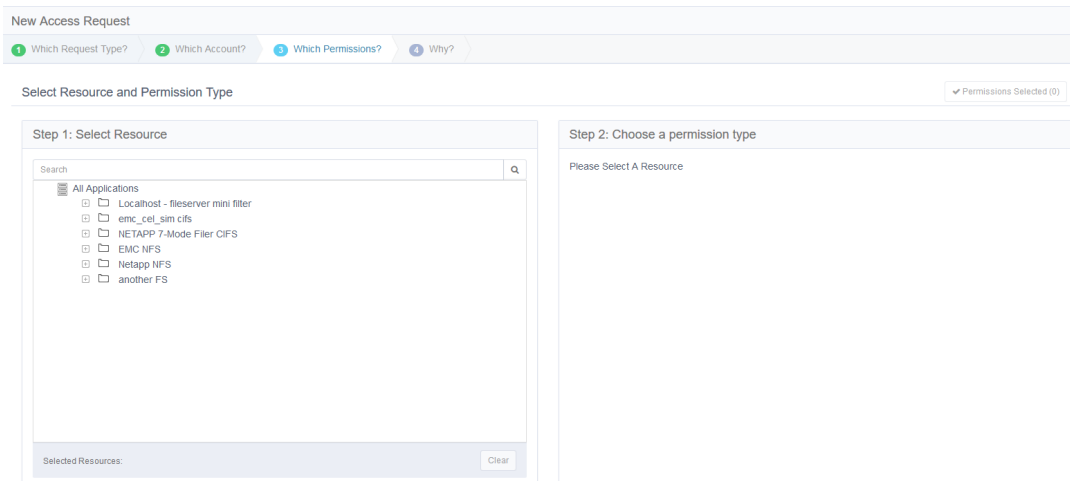 New Access Request
1 Which Request Type? 2 Which Account? 3 Which Permissions? 4 Why?
Select Resource and Permission Type
Permissions Selected (0)
Step 1: Select Resource
Search
All Applications
Localhost - fileserver mini filter
emc_cel_sim cifs
NETAPP 7-Mode Filer CIFS
EMC NFS
Netapp NFS
another FS
Selected Resources:
Clear
Step 2: Choose a permission type
Please Select A Resource